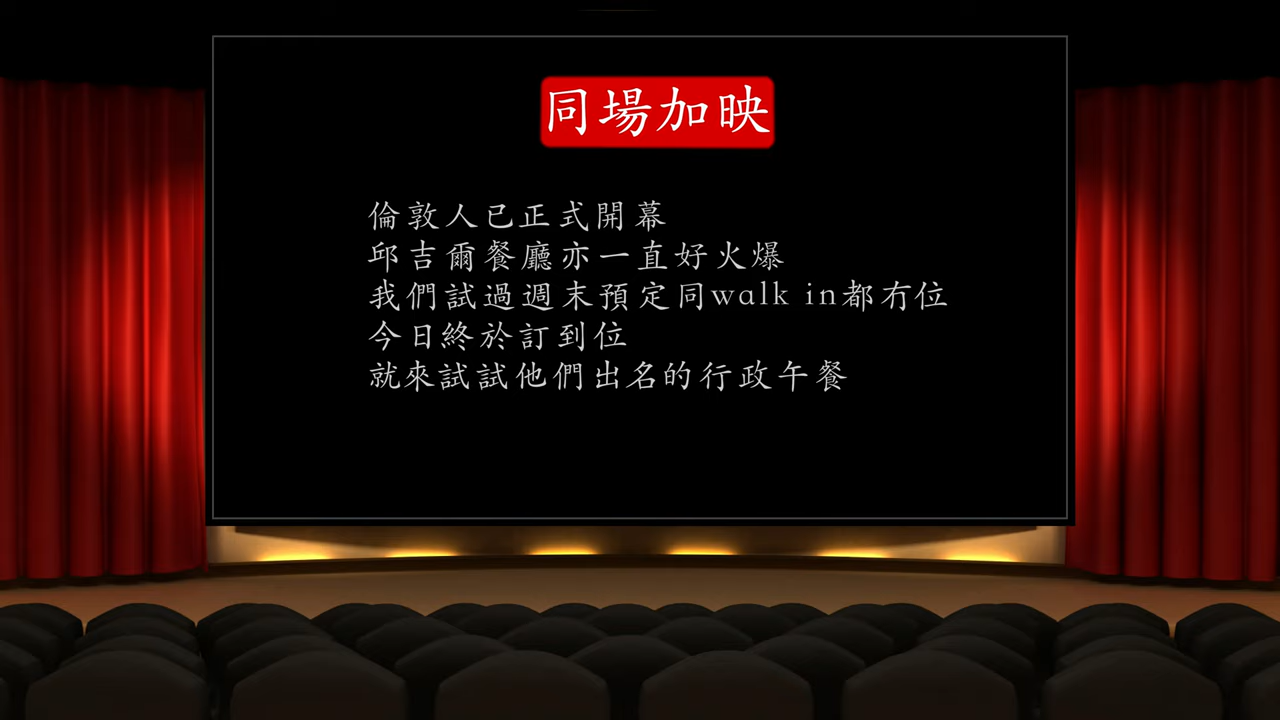 同場加映
倫敦人已正式開幕
邱吉爾餐廳亦一直好火爆
我們試過週末預定同walk in都冇位
今日終於訂到位
就來試試他們出名的行政午餐